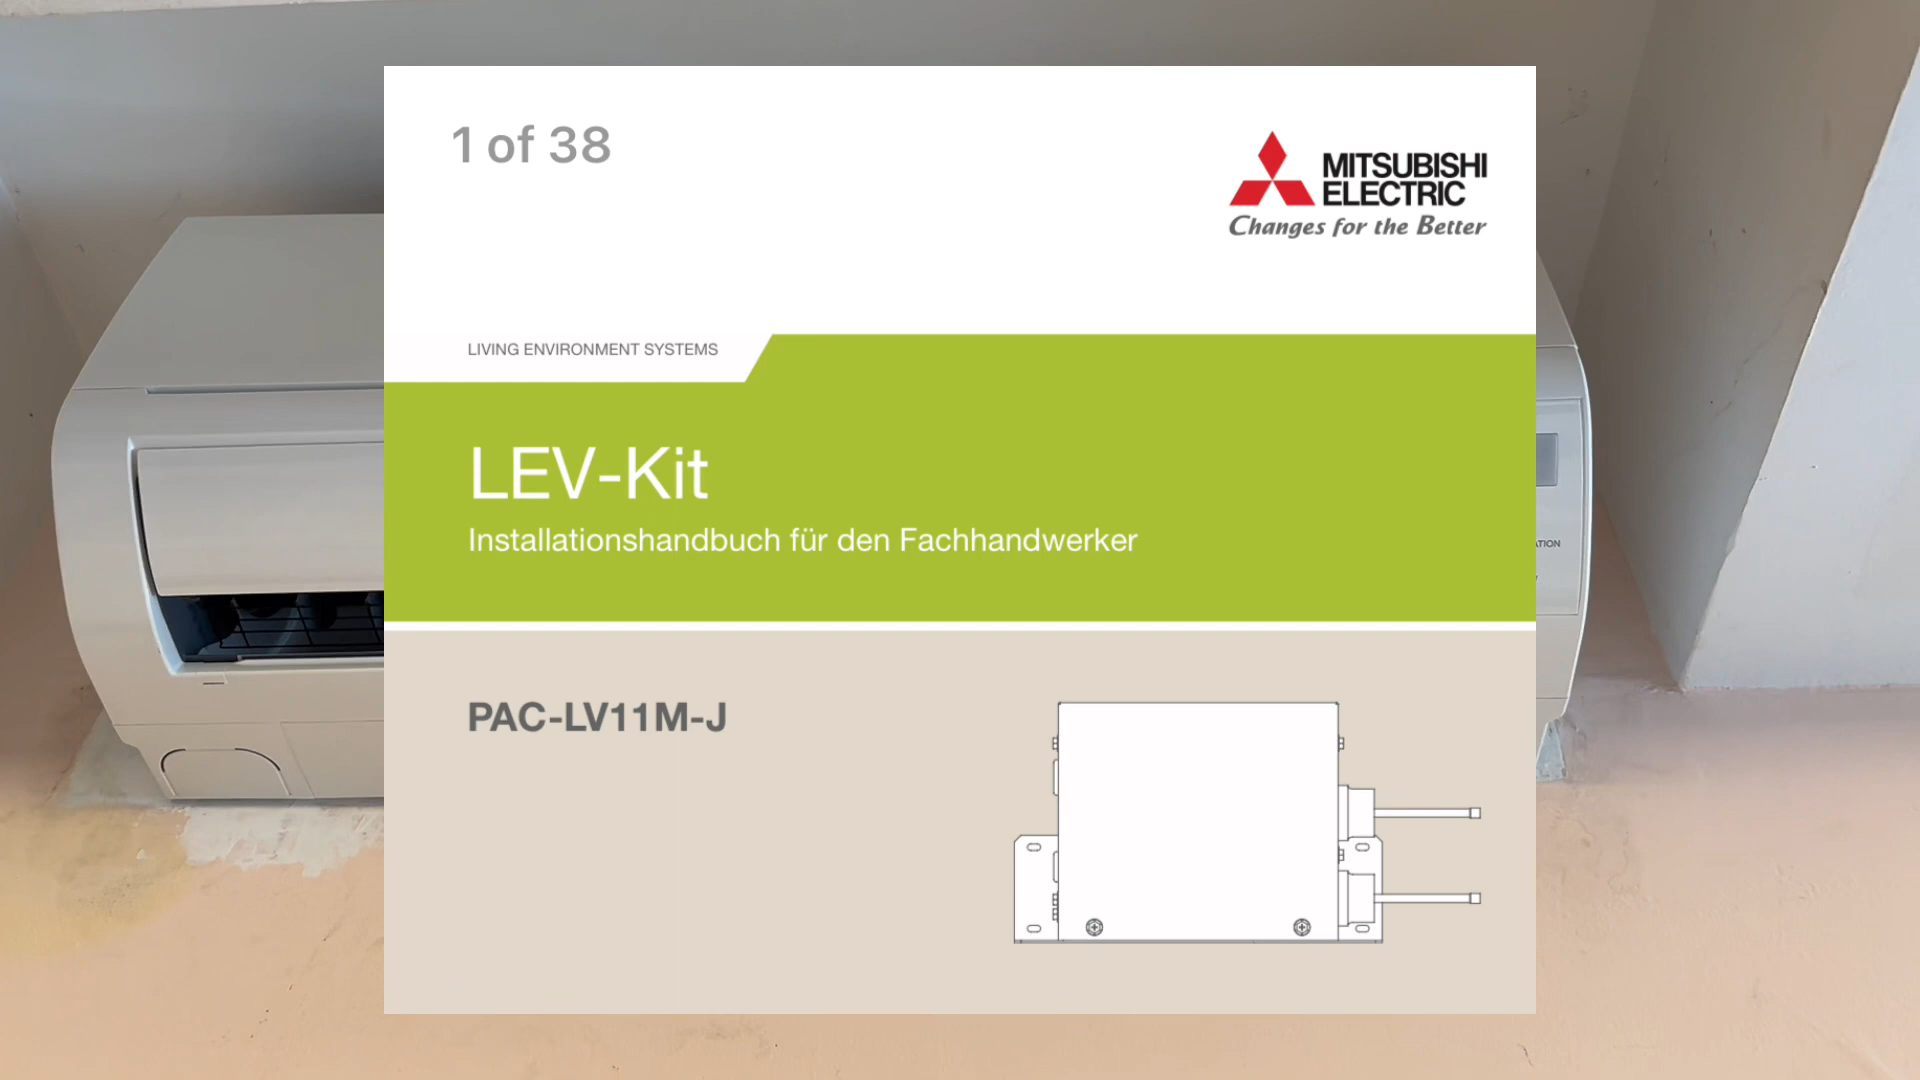 1 of 38
MITSUBISHI
ELECTRIC
Changes for the Better
LIVING ENVIRONMENT SYSTEMS
LEV-Kit
Installationshandbuch für den Fachhandwerker
PAC-LV11M-J